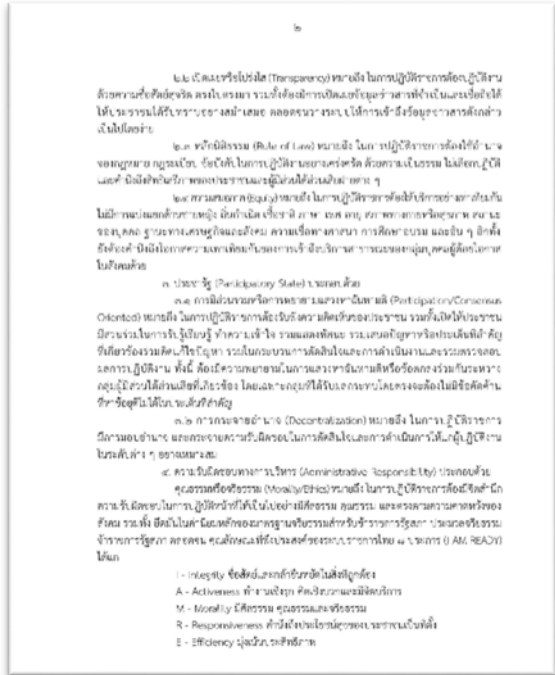 ๒
๒.๒ เปิดเผยหรือโปร่งใส (Transparency) หมายถึง ในการปฏิบัติราชการต้องปฏิบัติงาน
ด้วยความซื่อสัตย์สุจริต ตรงไปตรงมา รวมทั้งต้องมีการเปิดเผยข้อมูลข่าวสารที่จำเป็นและเชื่อถือได้
ให้ประชาชนได้รับทราบอย่างสม่ำเสมอ ตลอดจนวางระบบให้การเข้าถึงข้อมูลข่าวสารดังกล่าว
เป็นไปโดยง่าย
๒.๓ หลักนิติธรรม (Rule of Law) หมายถึง ในการปฏิบัติราชการต้องใช้อำนาจ
ของกฎหมาย กฎระเบียบ ข้อบังคับในการปฏิบัติงานอย่างเคร่งครัด ด้วยความเป็นธรรม ไม่เลือกปฏิบัติ
และคำนึงถึงสิทธิเสรีภาพของประชาชนและผู้มีส่วนได้ส่วนเสียฝ่ายต่าง ๆ
๒.๔ ความเสมอภาค (Equity) หมายถึง ในการปฏิบัติราชการต้องให้บริการอย่างเท่าเทียมกัน
ไม่มีการแบ่งแยกด้านชายหญิง ถิ่นกำเนิด เชื้อชาติ ภาษา เพศ อายุ สภาพทางกายหรือสุขภาพ สถานะ
ของบุคคล ฐานะทางเศรษฐกิจและสังคม ความเชื่อทางศาสนา การศึกษาอบรม และอื่น ๆ อีกทั้ง
ยังต้องคำนึงถึงโอกาสความเท่าเทียมกันของการเข้าถึงบริการสาธารณะของกลุ่มบุคคลผู้ด้อยโอกาส
ในสังคมด้วย
๓. ประชารัฐ (Participatory State) ประกอบด้วย
๓.๑ การมีส่วนร่วมหรือการพยายามแสวงหาฉันทามติ (Participation/Consensus
Oriented) หมายถึง ในการปฏิบัติราชการต้องรับฟังความคิดเห็นของประชาชน รวมทั้งเปิดให้ประชาชน
มีส่วนร่วมในการรับรู้เรียนรู้ ทำความเข้าใจ ร่วมแสดงทัศนะ ร่วมเสนอปัญหาหรือประเด็นที่สำคัญ
ที่เกี่ยวข้องร่วมคิดแก้ไขปัญหา ร่วมในกระบวนการตัดสินใจและการดำเนินงานและร่วมตรวจสอบ
ผลการปฏิบัติงาน ทั้งนี้ ต้องมีความพยายามในการแสวงหาฉันทามติหรือข้อตกลงร่วมกันระหว่าง
กลุ่มผู้มีส่วนได้ส่วนเสียที่เกี่ยวข้อง โดยเฉพาะกลุ่มที่ได้รับผลกระทบโดยตรงจะต้องไม่มีข้อคัดค้าน
ที่หาข้อยุติไม่ได้ในประเด็นที่สำคัญ
๓.๒ การกระจายอำนาจ (Decentralization) หมายถึง ในการปฏิบัติราชการ
มีการมอบอำนาจ และกระจายความรับผิดชอบในการตัดสินใจและการดำเนินการให้แก่ผู้ปฏิบัติงาน
ในระดับต่าง ๆ อย่างเหมาะสม
๔. ความรับผิดชอบทางการบริหาร (Administrative Responsibility) ประกอบด้วย
คุณธรรมหรือจริยธรรม (Morality/Ethics) หมายถึง ในการปฏิบัติราชการต้องมีจิตสำนึก
ความรับผิดชอบในการปฏิบัติหน้าที่ให้เป็นไปอย่างมีศีลธรรม คุณธรรม และตรงตามความคาดหวังของ
สังคม รวมทั้ง ยึดมั่นในค่านิยมหลักของมาตรฐานจริยธรรมสำหรับข้าราชการรัฐสภา ประมวลจริยธรรม
ข้าราชการรัฐสภา ตลอดจน คุณลักษณะที่พึงประสงค์ของระบบราชการไทย ๘ ประการ (I AM READY)
ได้แก่
I - Integrity ซื่อสัตย์และกล้ายืนหยัดในสิ่งที่ถูกต้อง
A - Activeness ทำงานเชิงรุก คิดเชิงบวกและมีจิตบริการ
M - Morality มีศีลธรรม คุณธรรมและจริยธรรม
R - Responsiveness คำนึงถึงประโยชน์สุขของประชาชนเป็นที่ตั้ง
E - Efficiency มุ่งเน้นประสิทธิภาพ